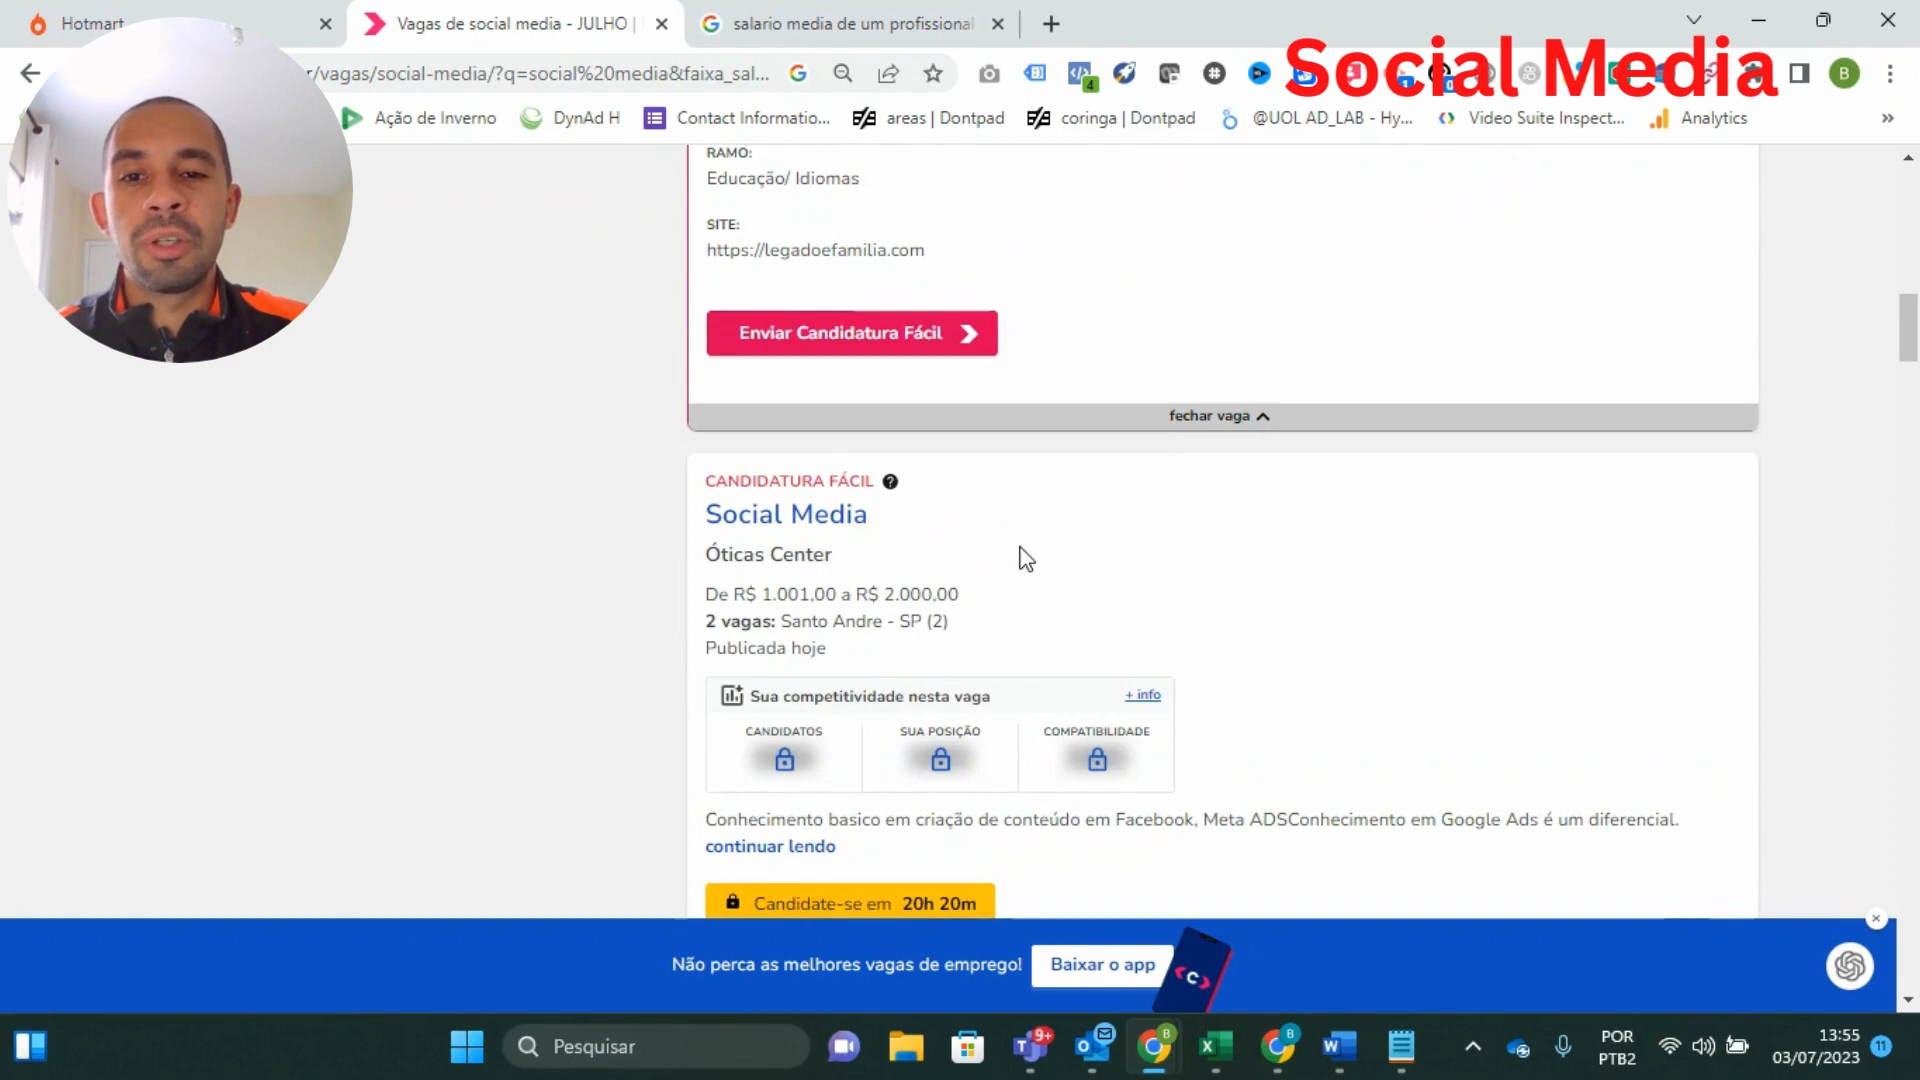 Hotmart
Vagas de social media - JULHO |
salario media de um profissional
Social Media
r/vagas/social-media/?q=social%20media&faixa_sal...
4
B
Ação de Inverno
DynAd H
Contact Informatio...
areas | Dontpad
coringa | Dontpad
@UOL AD_LAB - Hy...
Video Suite Inspect...
Analytics
»
RAMO:
Educação/ Idiomas
SITE:
https://legadoefamilia.com
Enviar Candidatura Fácil
fechar vaga
CANDIDATURA FÁCIL ?
Social Media
Óticas Center
De R$ 1.001,00 a R$ 2.000,00
2 vagas: Santo Andre - SP (2)
Publicada hoje
Sua competitividade nesta vaga
+ info
CANDIDATOS
SUA POSIÇÃO
COMPATIBILIDADE
Conhecimento basico em criação de conteúdo em Facebook, Meta ADSConhecimento em Google Ads é um diferencial.
continuar lendo
Candidate-se em 20h 20m
Não perca as melhores vagas de emprego!
Baixar o app
C
Pesquisar
9+
B
B
POR
PTB2
13:55
03/07/2023
11